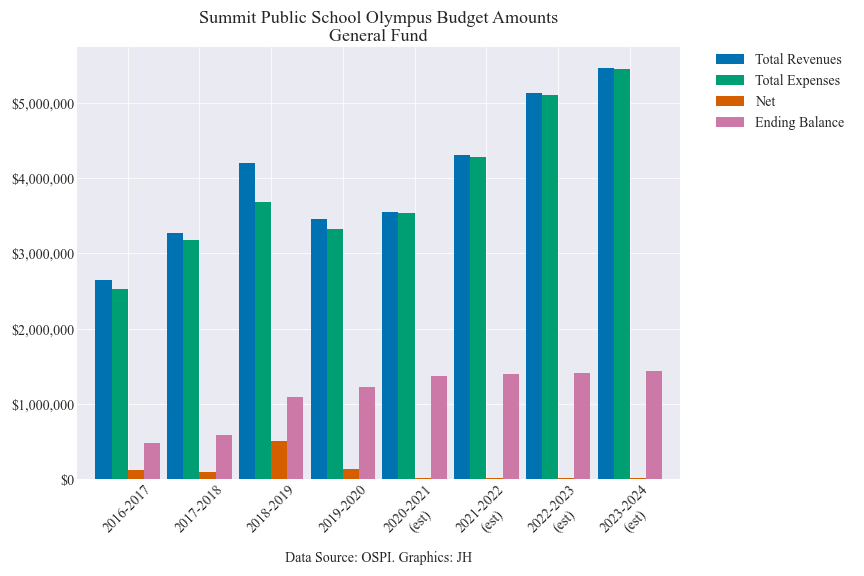 Summit Public School Olympus Budget Amounts
General Fund
Total Revenues
Total Expenses
Net
Ending Balance
$5,000,000
$4,000,000
$3,000,000
$2,000,000
$1,000,000
$0
2016-2017
2017-2018
2018-2019
2019-2020
2020-2021
(est)
2021-2022
(est)
2022-2023
(est)
2023-2024
(est)
Data Source: OSPI. Graphics: JH